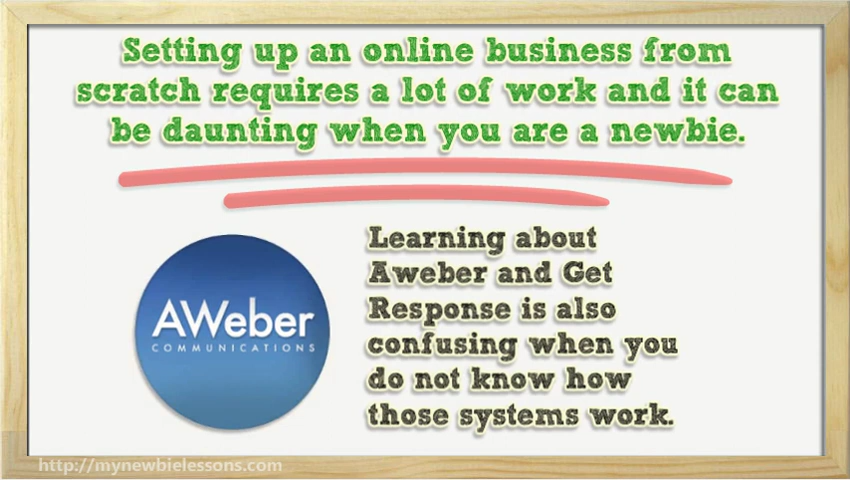 Setting up an online business from
scratch requires a lot of work and it can
be daunting when you are a newbie.
AWeber
COMMUNICATIONS
Learning about
Aweber and Get
Response is also
confusing when you
do not know how
those systems work.
http://mynewbielessons.com